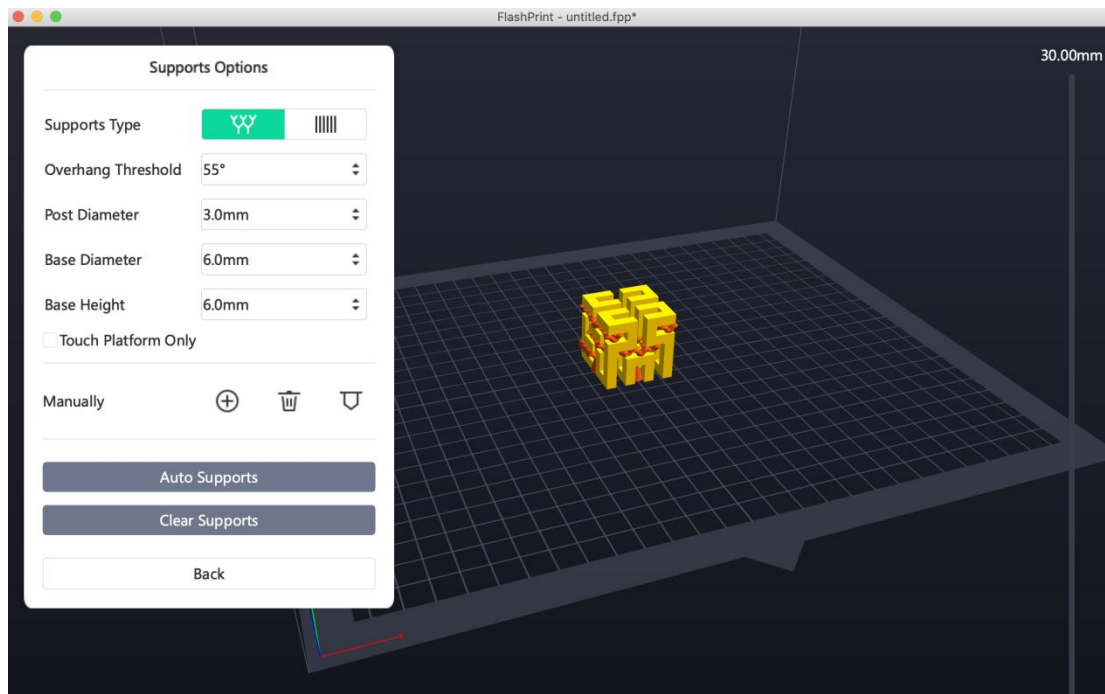 FlashPrint - untitled.fpp*
Supports Options
30.00mm
Supports Type
Overhang Threshold 55°
Post Diameter 3.0mm
Base Diameter 6.0mm
Base Height 6.0mm
Touch Platform Only
Manually
Auto Supports
Clear Supports
Back